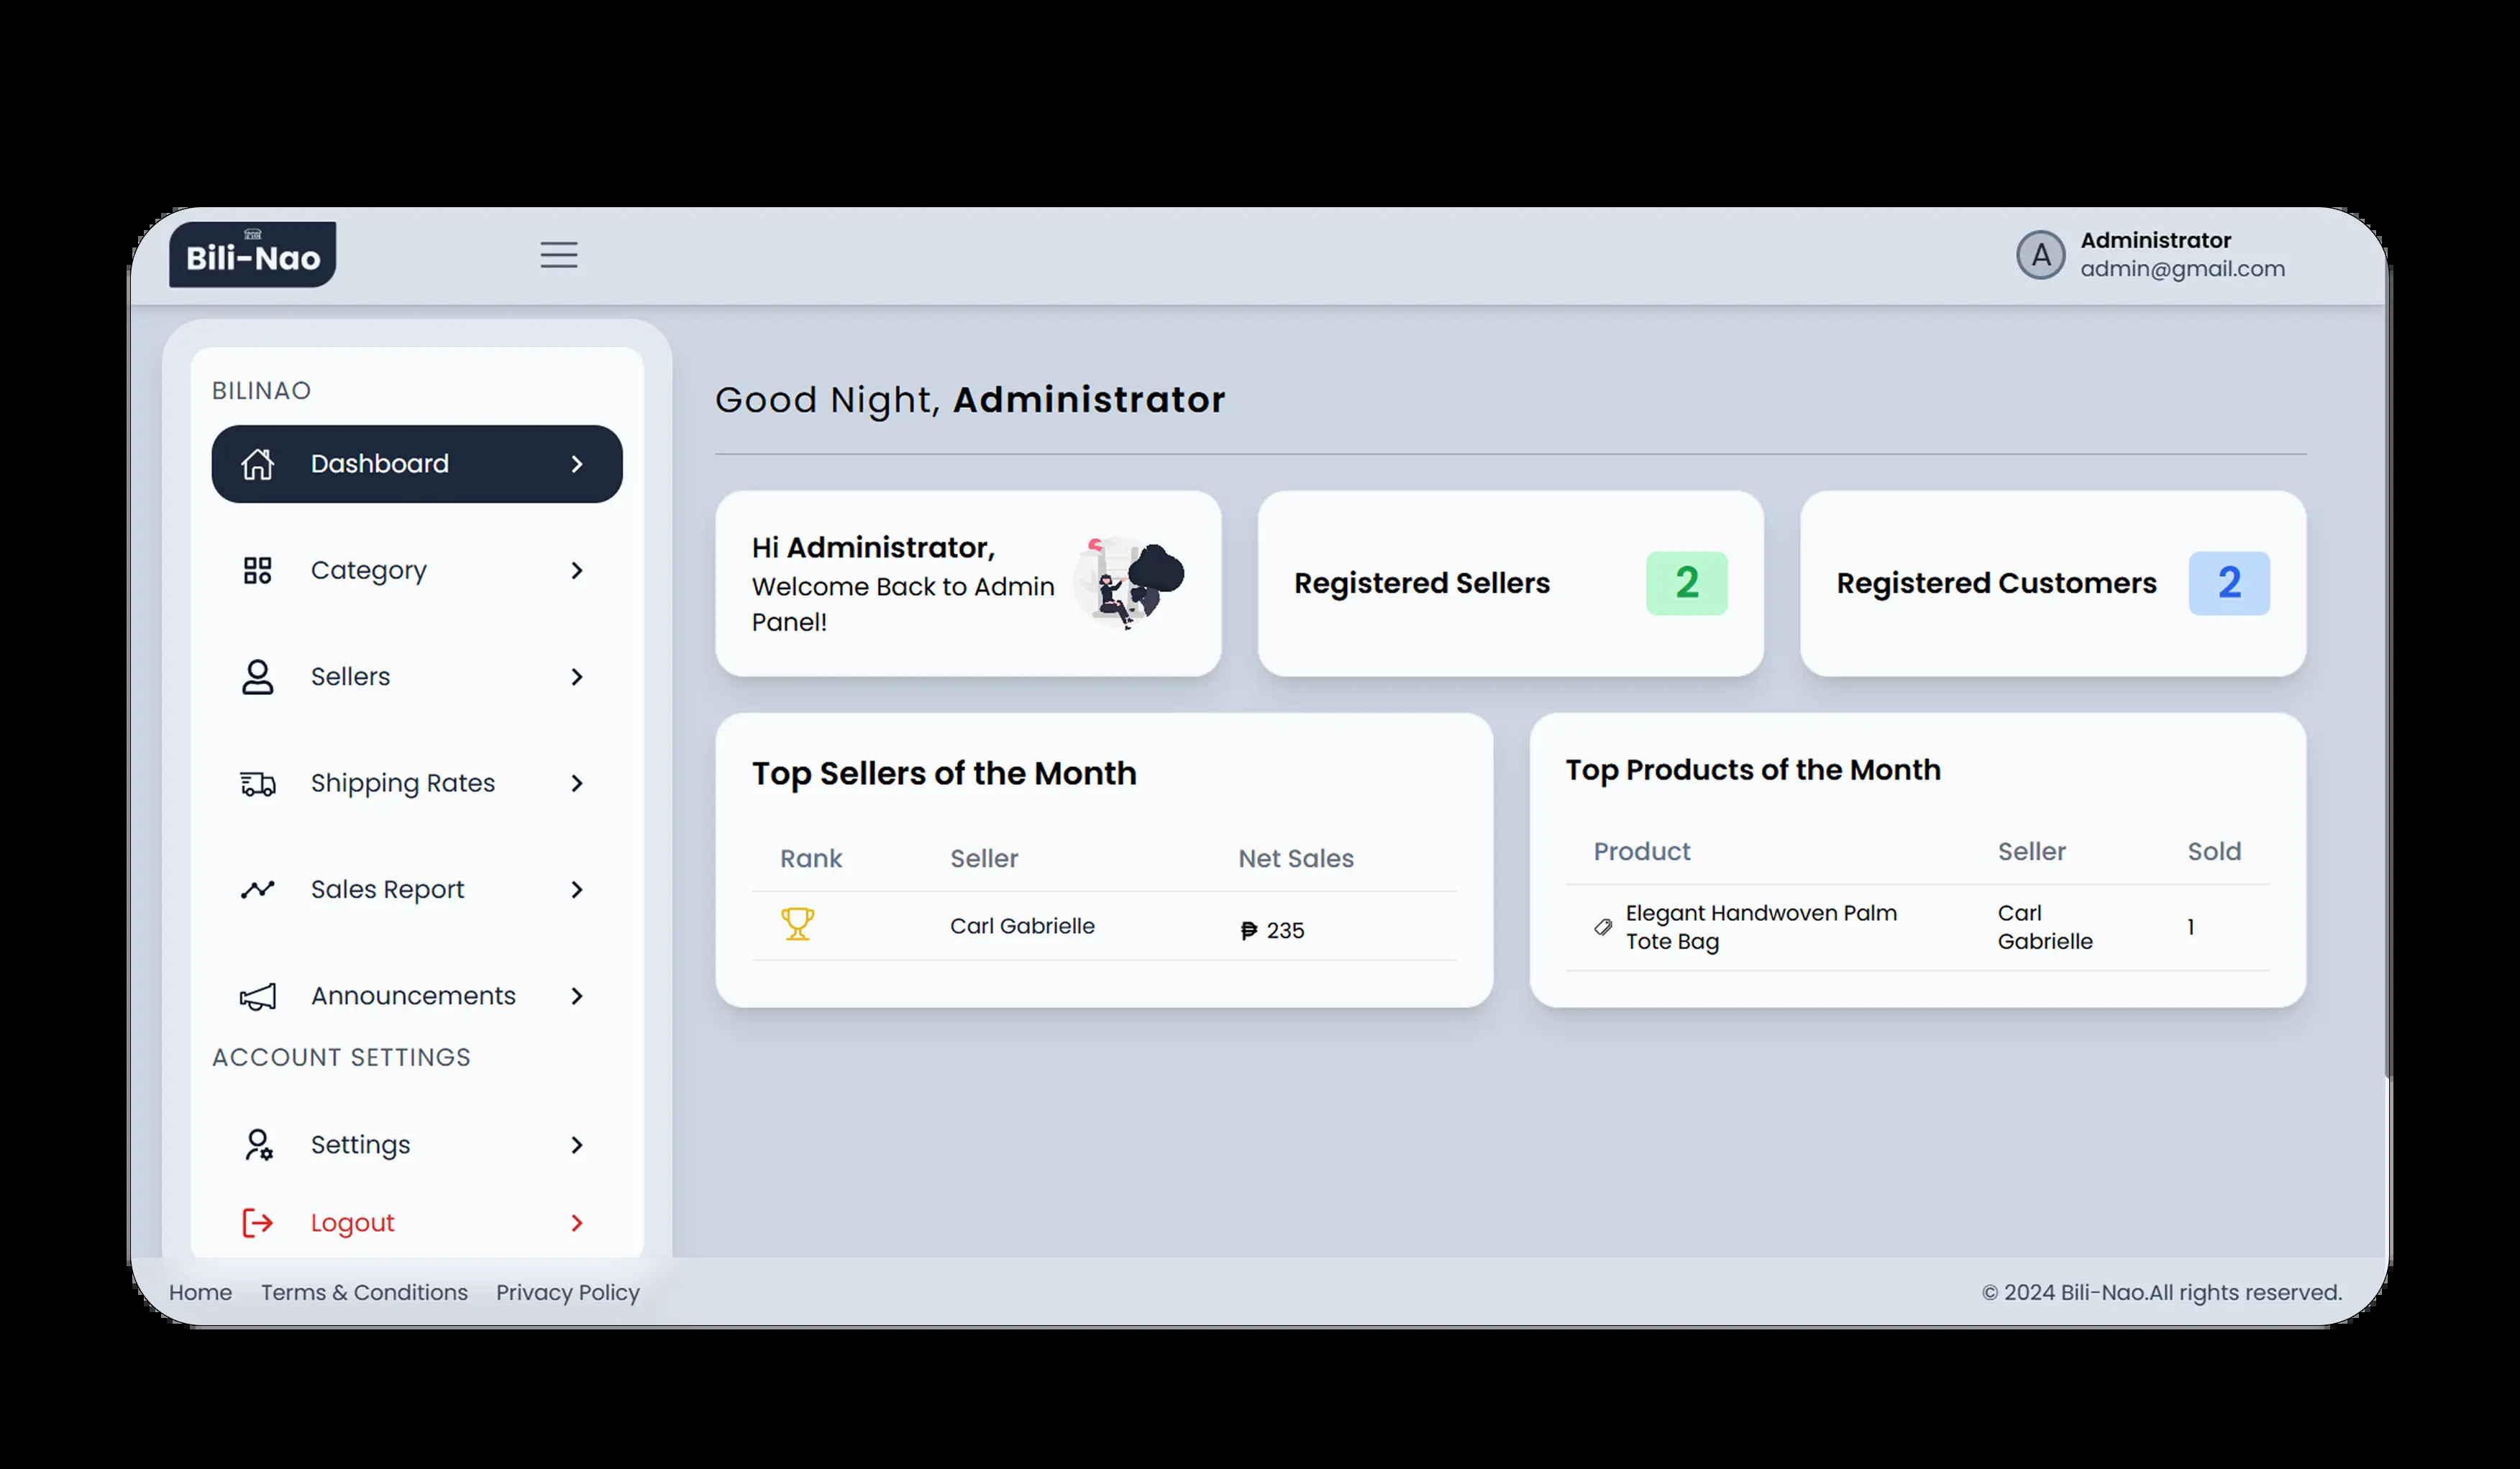 Bili-Nao
A
Administrator
admin@gmail.com
BILINAO
Dashboard
Category
Sellers
Shipping Rates
Sales Report
Announcements
ACCOUNT SETTINGS
Settings
Logout
Good Night, Administrator
Hi Administrator,
Welcome Back to Admin
Panel!
Registered Sellers 2
Registered Customers 2
Top Sellers of the Month
Rank Seller Net Sales
Carl Gabrielle ₱ 235
Top Products of the Month
Product Seller Sold
Elegant Handwoven Palm
Tote Bag
Carl
Gabrielle
1
Home Terms & Conditions Privacy Policy
© 2024 Bili-Nao.All rights reserved.